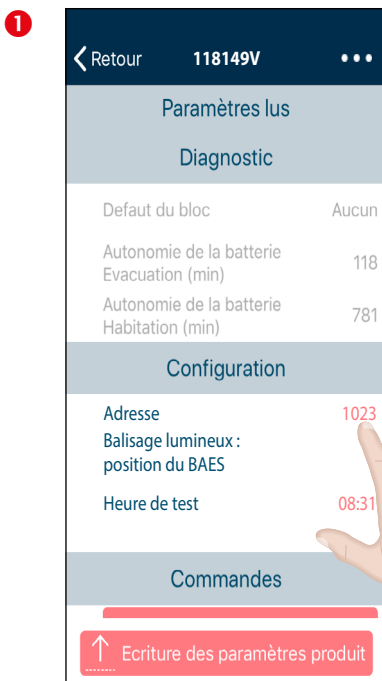 1
Retour 118149V •••
Paramètres lus
Diagnostic
Defaut du bloc Aucun
Autonomie de la batterie
Evacuation (min) 118
Autonomie de la batterie
Habitation (min) 781
Configuration
Adresse 1023
Balisage lumineux :
position du BAES
Heure de test 08:31
Commandes
Ecriture des paramètres produit